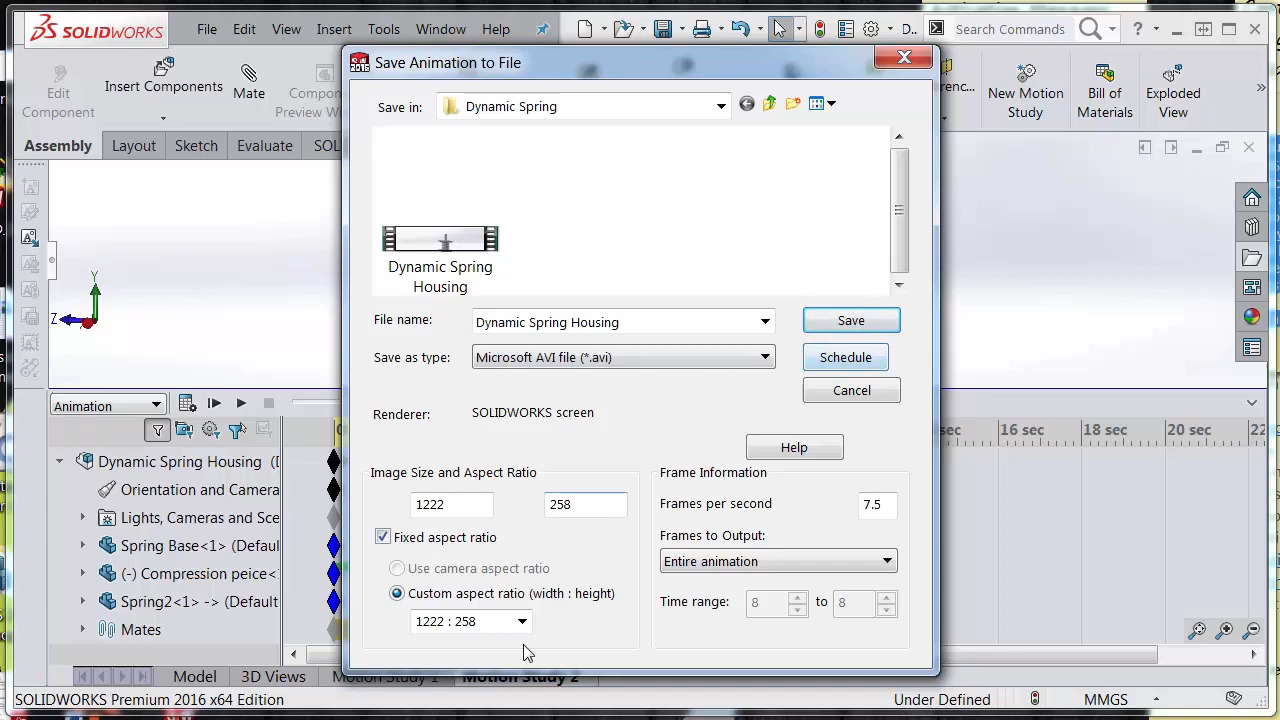 SOLIDWORKS
File Edit View Insert Tools Window Help
D..
Search Commands
Save Animation to File
Edit Component
Insert Components
Mate
Compon
Preview W
erenc...
New Motion Study
Bill of Materials
Exploded View
Assembly Layout Sketch Evaluate SOL
Save in: Dynamic Spring
Dynamic Spring
Housing
File name: Dynamic Spring Housing
Save
Save as type: Microsoft AVI file (*.avi)
Schedule
Cancel
Renderer: SOLIDWORKS screen
Help
Y
Z
Image Size and Aspect Ratio
1222 258
Fixed aspect ratio
Use camera aspect ratio
Custom aspect ratio (width : height)
1222 : 258
Frame Information
Frames per second 7.5
Frames to Output:
Entire animation
Time range: 8 to 8
Animation
Dynamic Spring Housing (D
Orientation and Camera
Lights, Cameras and Sce
Spring Base<1> (Defaul
(-) Compression peice<
Spring2<1> -> (Default
Mates
sec 16 sec 18 sec 20 sec 22
Model 3D Views Motion Study 1 Motion Study 2
SOLIDWORKS Premium 2016 x64 Edition
Under Defined
MMGS